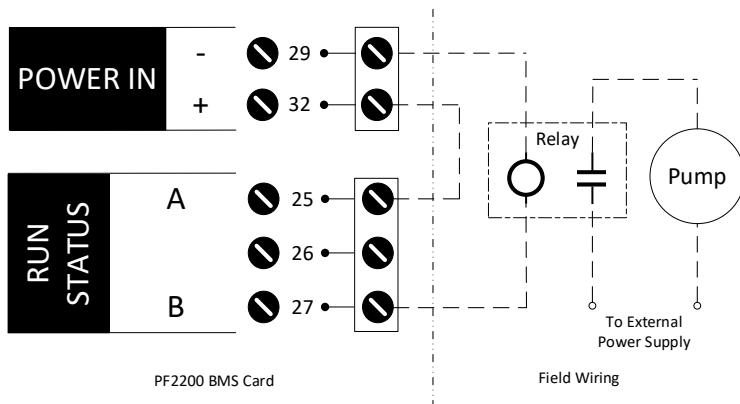 POWER IN
-
29
+
32
RUN
STATUS
A
25
26
B
27
Relay
Pump
To External
Power Supply
PF2200 BMS Card
Field Wiring